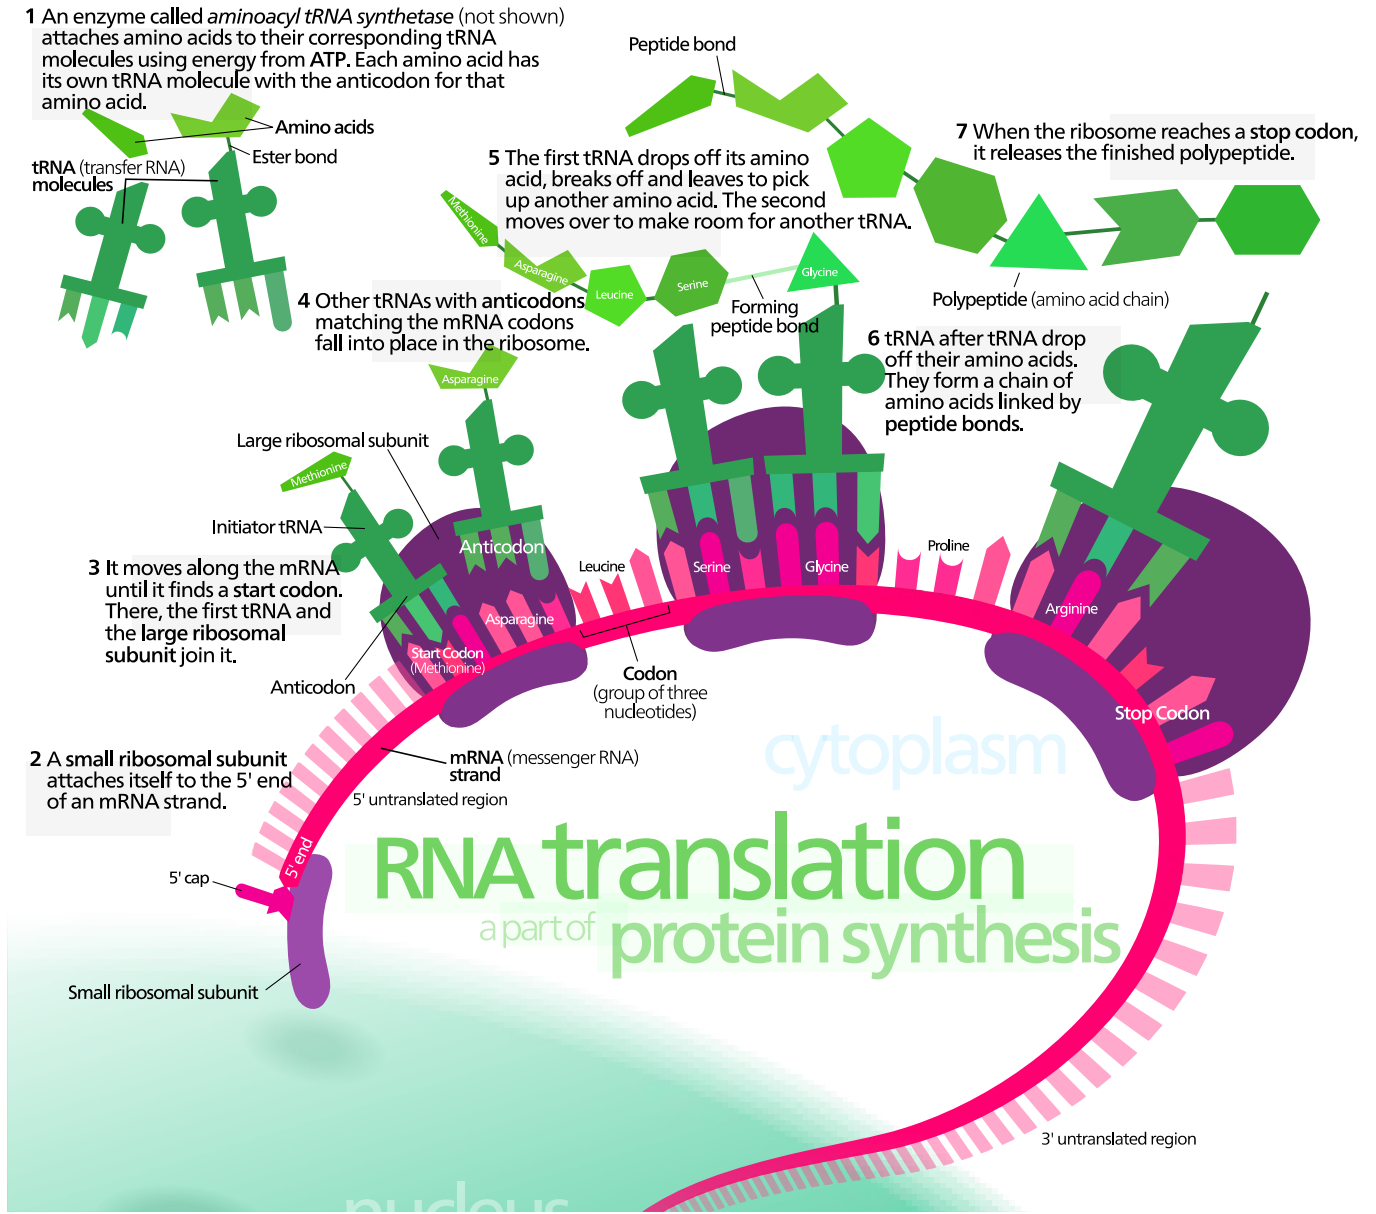 1 An enzyme called aminoacyl tRNA synthetase (not shown)
attaches amino acids to their corresponding tRNA
molecules using energy from ATP. Each amino acid has
its own tRNA molecule with the anticodon for that
amino acid.
Amino acids
Ester bond
tRNA (transfer RNA)
molecules
Peptide bond
7 When the ribosome reaches a stop codon,
it releases the finished polypeptide.
5 The first tRNA drops off its amino
acid, breaks off and leaves to pick
up another amino acid. The second
moves over to make room for another tRNA.
Methionine
Asparagine
Leucine
Serine
Glycine
Forming
peptide bond
Polypeptide (amino acid chain)
4 Other tRNAs with anticodons
matching the mRNA codons
fall into place in the ribosome.
6 tRNA after tRNA drop
off their amino acids.
They form a chain of
amino acids linked by
peptide bonds.
Asparagine
Large ribosomal subunit
Methionine
Initiator tRNA
Anticodon
3 It moves along the mRNA
until it finds a start codon.
There, the first tRNA and
the large ribosomal
subunit join it.
Leucine
Serine
Glycine
Proline
Arginine
Asparagine
Start Codon
(Methionine)
Anticodon
Codon
(group of three
nucleotides)
Stop Codon
2 A small ribosomal subunit
attaches itself to the 5' end
of an mRNA strand.
mRNA (messenger RNA)
strand
5' untranslated region
cytoplasm
5' end
5' cap
RNA translation
a part of protein synthesis
Small ribosomal subunit
3' untranslated region
nucleus